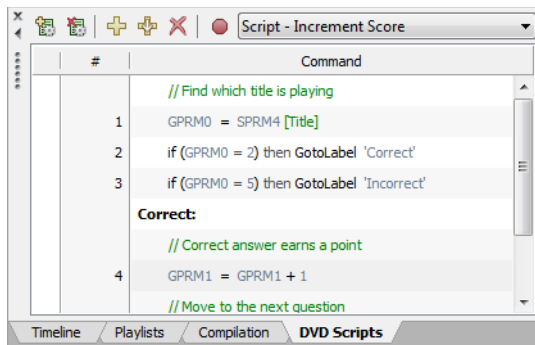 Script - Increment Score
# Command
// Find which title is playing
1 GPRM0 = SPRM4 [Title]
2 if (GPRM0 = 2) then GotoLabel 'Correct'
3 if (GPRM0 = 5) then GotoLabel 'Incorrect'
Correct:
// Correct answer earns a point
4 GPRM1 = GPRM1 + 1
// Move to the next question
Timeline Playlists Compilation DVD Scripts